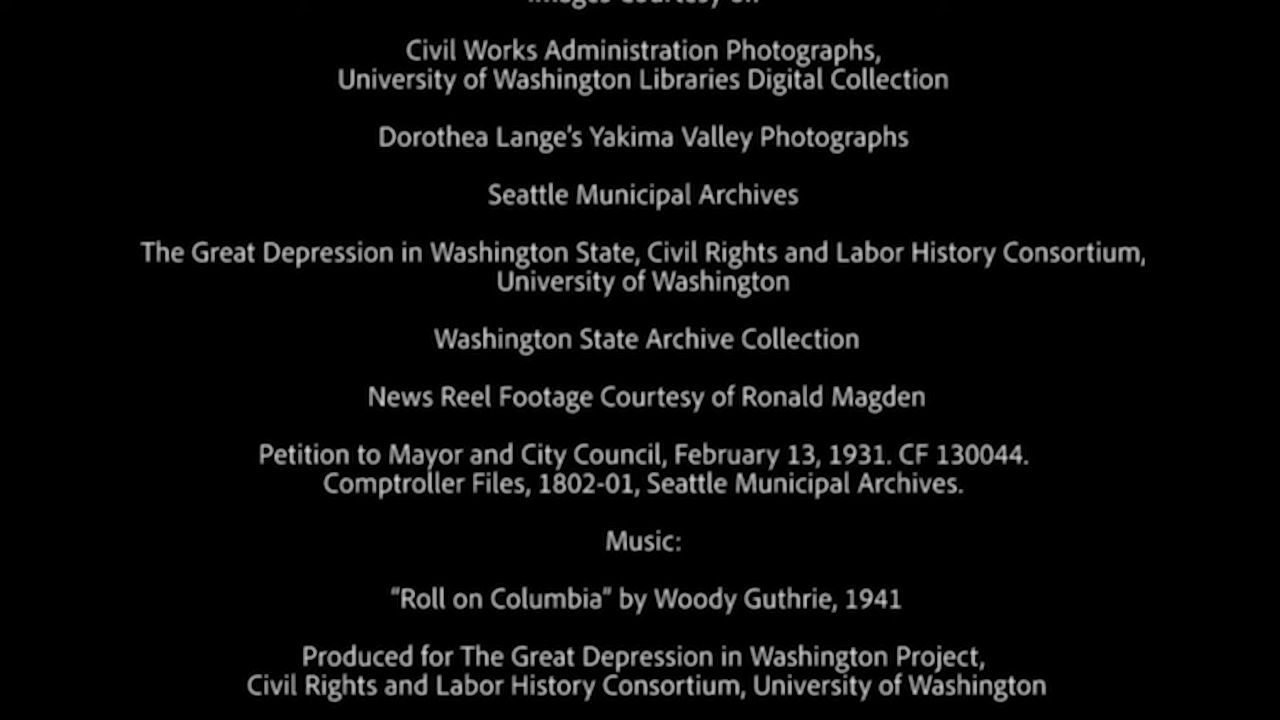 Images Courtesy of:
Civil Works Administration Photographs,
University of Washington Libraries Digital Collection
Dorothea Lange's Yakima Valley Photographs
Seattle Municipal Archives
The Great Depression in Washington State, Civil Rights and Labor History Consortium,
University of Washington
Washington State Archive Collection
News Reel Footage Courtesy of Ronald Magden
Petition to Mayor and City Council, February 13, 1931. CF 130044.
Comptroller Files, 1802-01, Seattle Municipal Archives.
Music:
"Roll on Columbia" by Woody Guthrie, 1941
Produced for The Great Depression in Washington Project,
Civil Rights and Labor History Consortium, University of Washington